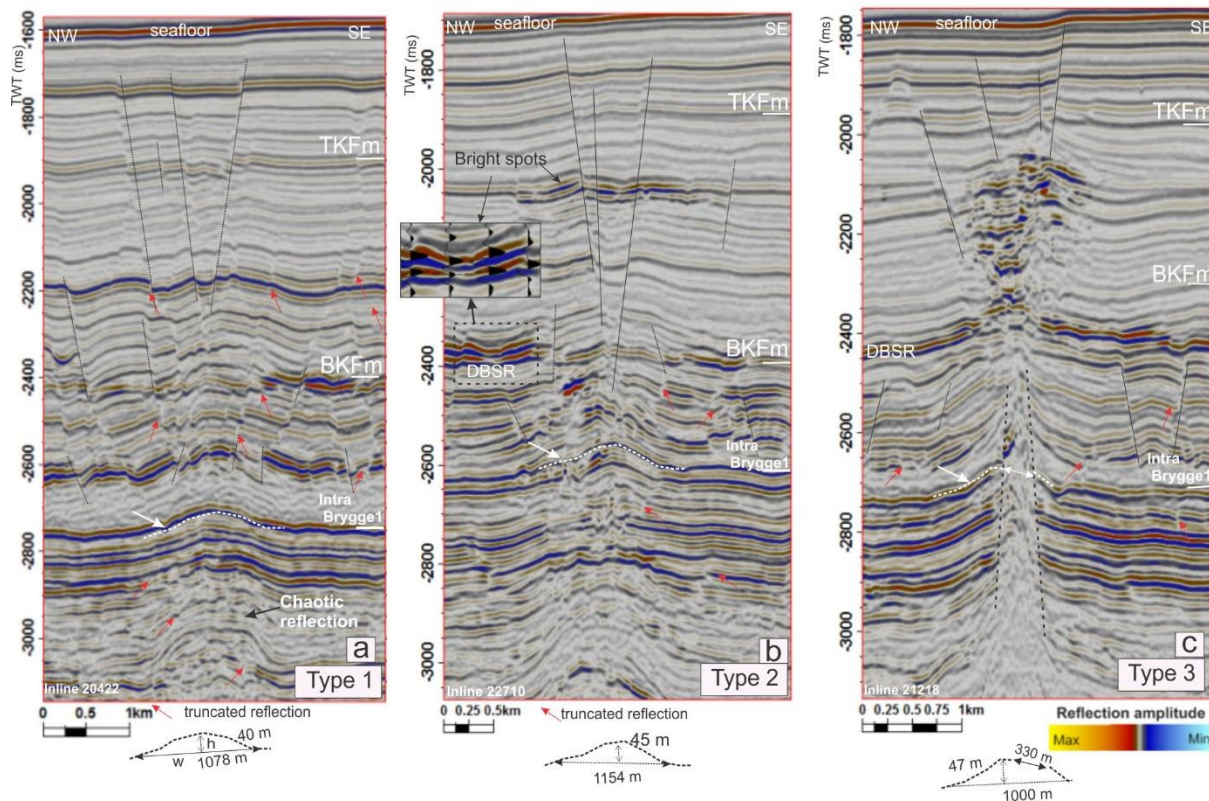 NW
seafloor
SE
TWT (ms)
-1600
-1800
-2000
-2200
-2400
-2600
-2800
-3000
TKFm
BKFm
Intra
Brygge1
Chaotic
reflection
a
Type 1
Inline 20422
0 0.5 1km
truncated reflection
40 m
h
w 1078 m
NW
seafloor
SE
TWT (ms)
-1800
-2000
-2200
-2400
-2600
-2800
-3000
TKFm
Bright spots
BKFm
DBSR
Intra
Brygge1
b
Type 2
Inline 22710
0 0.25 0.5km
truncated reflection
45 m
1154 m
NW
seafloor
SE
TWT (ms)
-1800
-2000
-2200
-2400
-2600
-2800
-3000
TKFm
BKFm
DBSR
Intra
Brygge1
c
Type 3
Inline 21218
0 0.25 0.5 0.75 1km
Reflection amplitude
Max
Min
47 m
330 m
1000 m